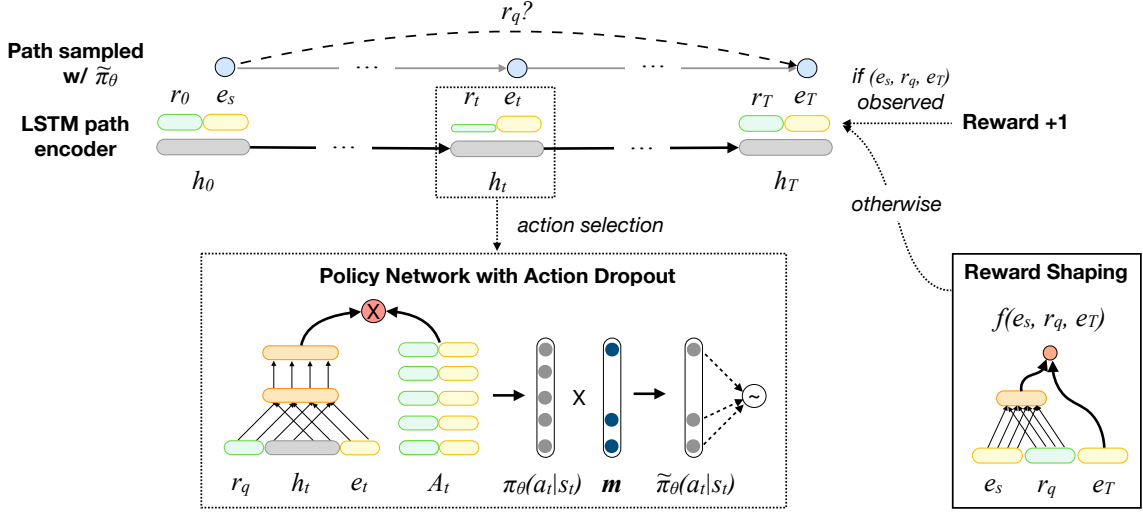 r_q?
Path sampled
w/ π̃_θ
r_0 e_s
r_t e_t
r_T e_T
if (e_s, r_q, e_T)
observed
Reward +1
LSTM path
encoder
...
...
...
...
h_0
h_t
h_T
otherwise
action selection
Policy Network with Action Dropout
X
X
~
r_q h_t e_t A_t π_θ(a_t|s_t) m π̃_θ(a_t|s_t)
Reward Shaping
f(e_s, r_q, e_T)
e_s r_q e_T